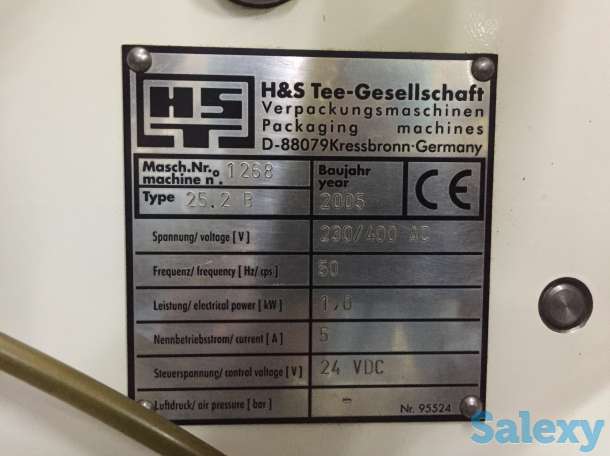 HST
H&S Tee-Gesellschaft
Verpackungsmaschinen
Packaging machines
D-88079Kressbronn-Germany
Masch.Nr. 1268
machine n.o
Baujahr 2005
year
CE
Type 25.2 B
Spannung/ voltage [ V ] 230/400 AC
Frequenz/ frequency [ Hz/ cps ] 50
Leistung/ electrical power [ kW ]
Nennbetriebsstrom/ current [ A ] 5
Steuerspannung/ control voltage [ V ] 24 VDC
Luftdruck/ air pressure [ bar ] -
Nr. 95524
Salexy